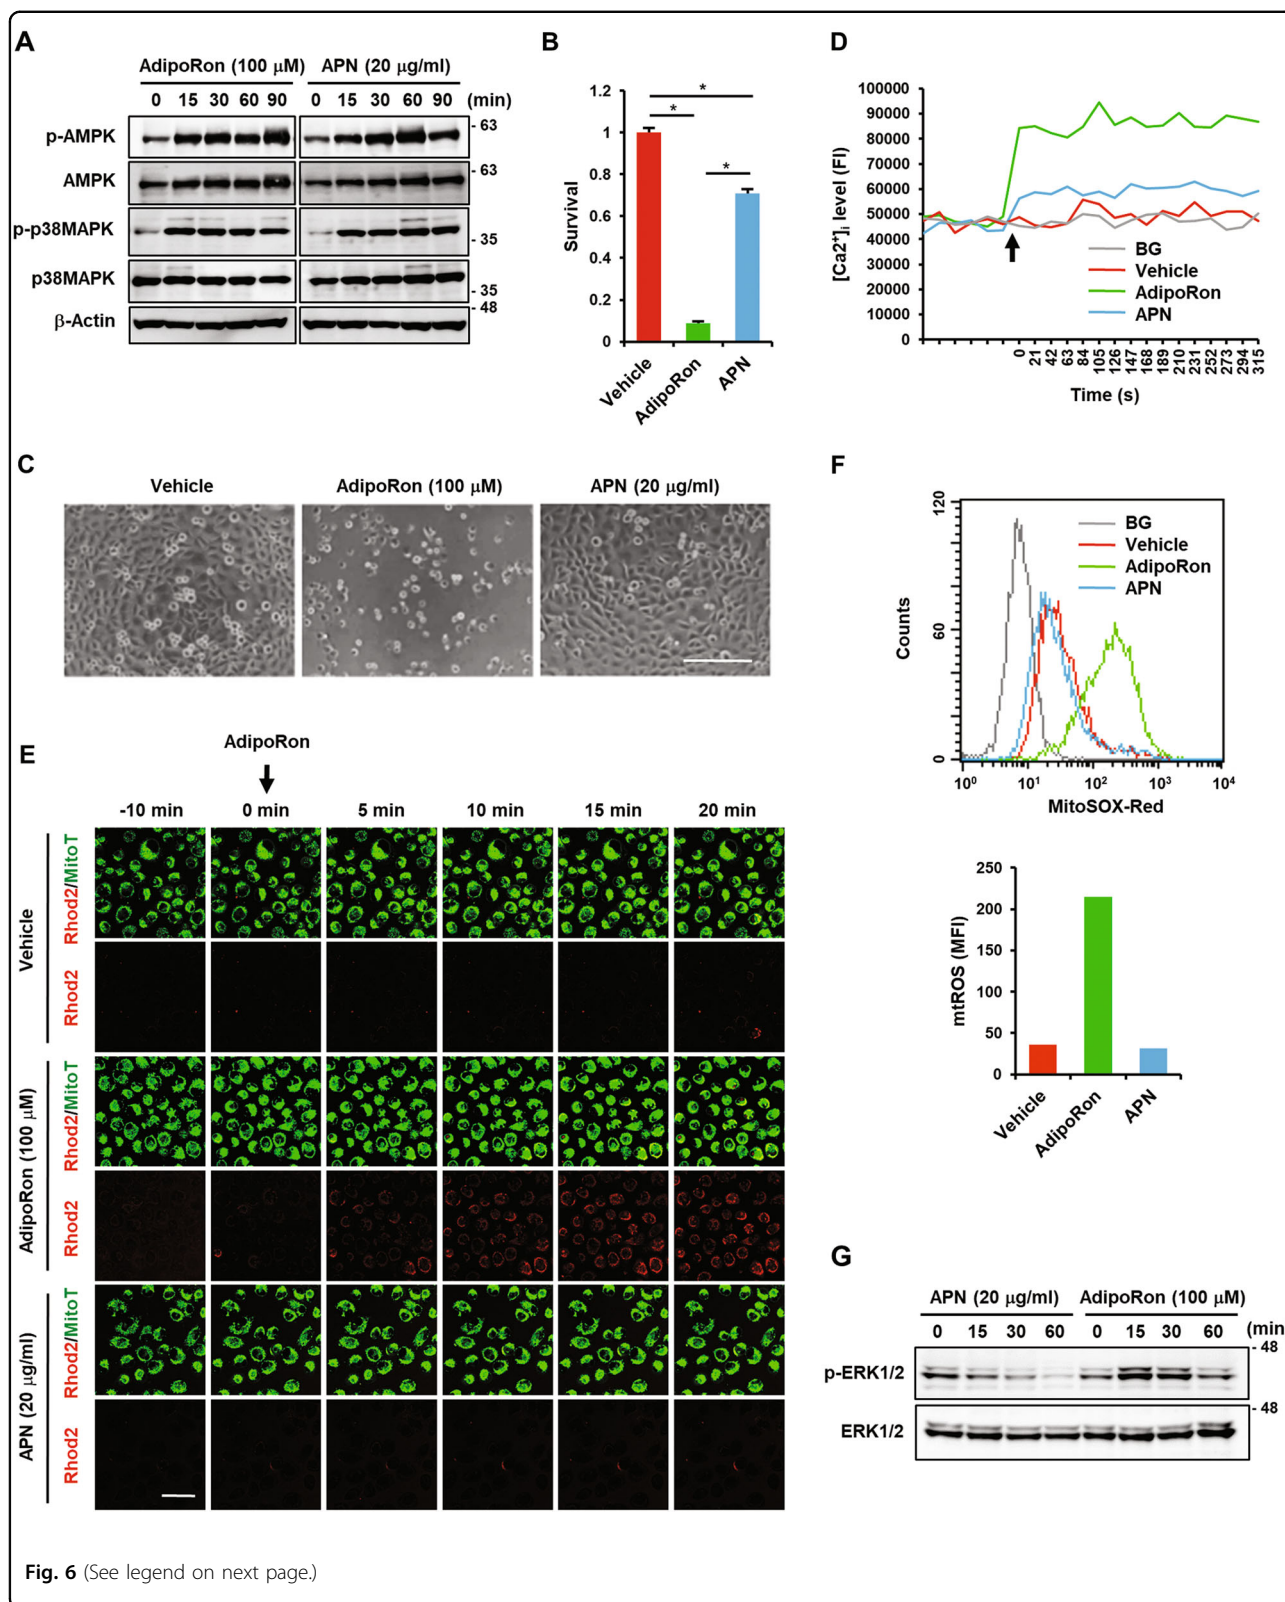 A
AdipoRon (100 µM) APN (20 µg/ml)
0 15 30 60 90 0 15 30 60 90 (min)
p-AMPK - 63
AMPK - 63
p-p38MAPK - 35
p38MAPK - 35
β-Actin - 48
B
1.2
1
0.8
0.6
0.4
0.2
0
Survival
* * *
Vehicle AdipoRon APN
D
100000
90000
80000
70000
60000
50000
40000
30000
20000
10000
0
[Ca2+]i level (FI)
BG
Vehicle
AdipoRon
APN
0 21 42 63 84 105 126 147 168 189 210 231 252 273 294 315
Time (s)
C
Vehicle AdipoRon (100 µM) APN (20 µg/ml)
F
120
60
0
Counts
BG
Vehicle
AdipoRon
APN
10⁰ 10¹ 10² 10³ 10⁴
MitoSOX-Red
250
200
150
100
50
0
mtROS (MFI)
Vehicle AdipoRon APN
E
AdipoRon
-10 min 0 min 5 min 10 min 15 min 20 min
Vehicle
Rhod2/MitoT
Rhod2
AdipoRon (100 µM)
Rhod2/MitoT
Rhod2
APN (20 µg/ml)
Rhod2/MitoT
Rhod2
G
APN (20 µg/ml) AdipoRon (100 µM)
0 15 30 60 0 15 30 60 (min
p-ERK1/2 - 48
ERK1/2 - 48
Fig. 6 (See legend on next page.)